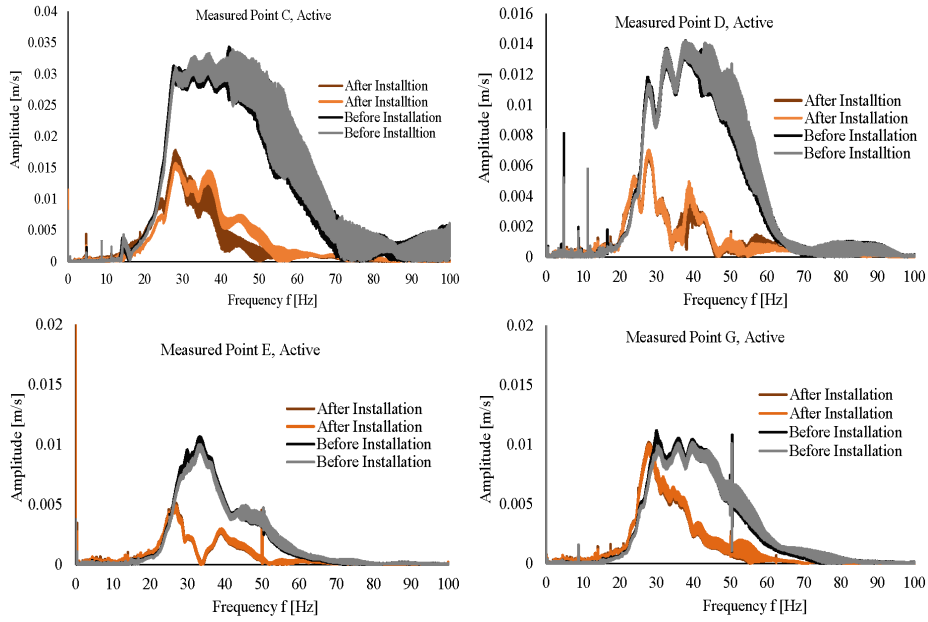 Measured Point C, Active
Amplitude [m/s]
0.04
0.035
0.03
0.025
0.02
0.015
0.01
0.005
0
0 10 20 30 40 50 60 70 80 90 100
Frequency f [Hz]
After Installtion
After Installation
Before Installation
Before Installtion
Measured Point D, Active
Amplitude [m/s]
0.016
0.014
0.012
0.01
0.008
0.006
0.004
0.002
0
0 10 20 30 40 50 60 70 80 90 100
Frequency f [Hz]
After Installtion
After Installation
Before Installation
Before Installtion
Measured Point E, Active
Amplitude [m/s]
0.02
0.015
0.01
0.005
0
0 10 20 30 40 50 60 70 80 90 100
Frequency f [Hz]
After Installation
After Installation
Before Installation
Before Installation
Measured Point G, Active
Amplitude [m/s]
0.02
0.015
0.01
0.005
0
0 10 20 30 40 50 60 70 80 90 100
Frequency f [Hz]
After Installation
After Installation
Before Installation
Before Installation